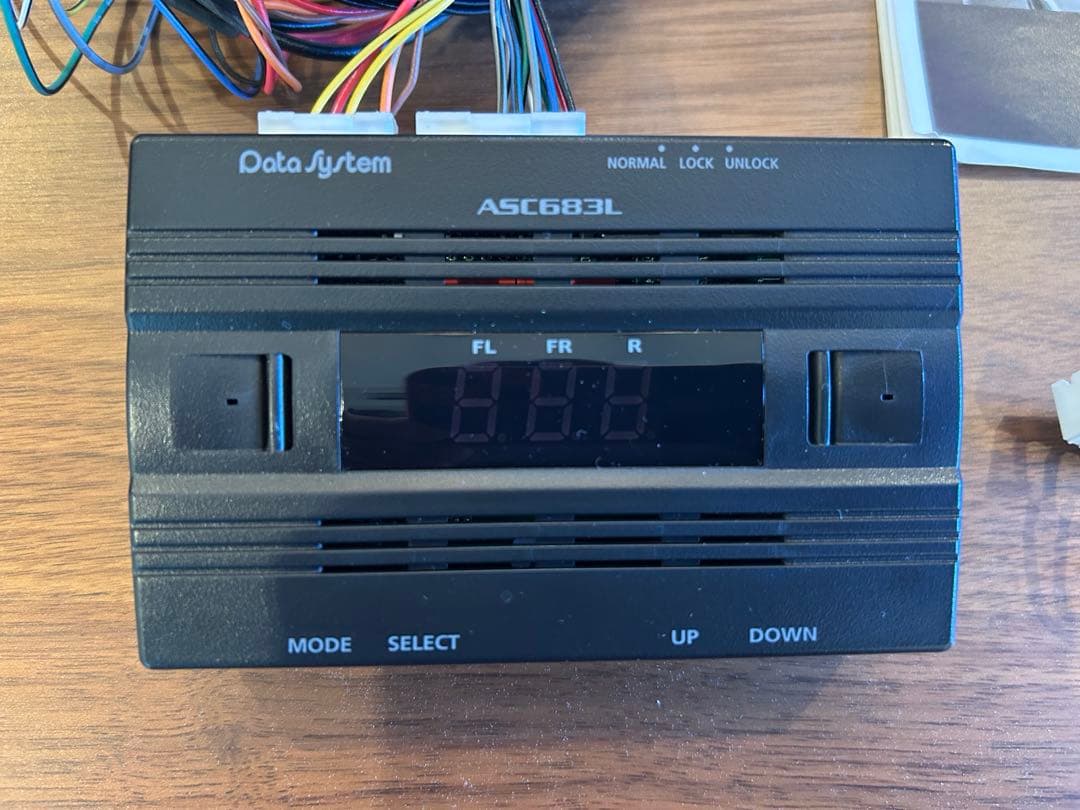 Data System
NORMAL LOCK UNLOCK
ASC683L
FL FR R
MODE SELECT UP DOWN